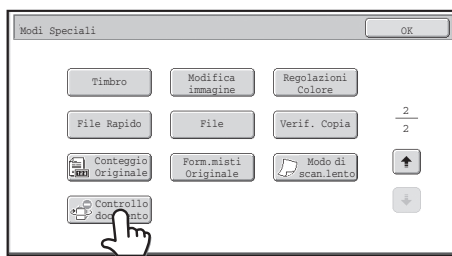 Modi Speciali
OK
Timbro
Modifica
immagine
Regolazioni
Colore
File Rapido
File
Verif. Copia
2
2
Conteggio
Originale
Form.misti
Originale
Modo di
scan.lento
Controllo